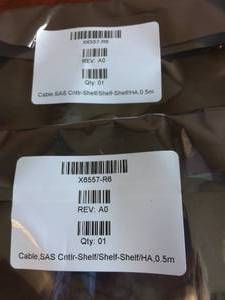 X6557-R6
REV: A0
Qty: 01
Cable,SAS Cntlr-Shelf/Shelf-Shelf/HA,0.5m
X6557-R6
REV: A0
Qty: 01
Cable,SAS Cntlr-Shelf/Shelf-Shelf/HA,0.5m